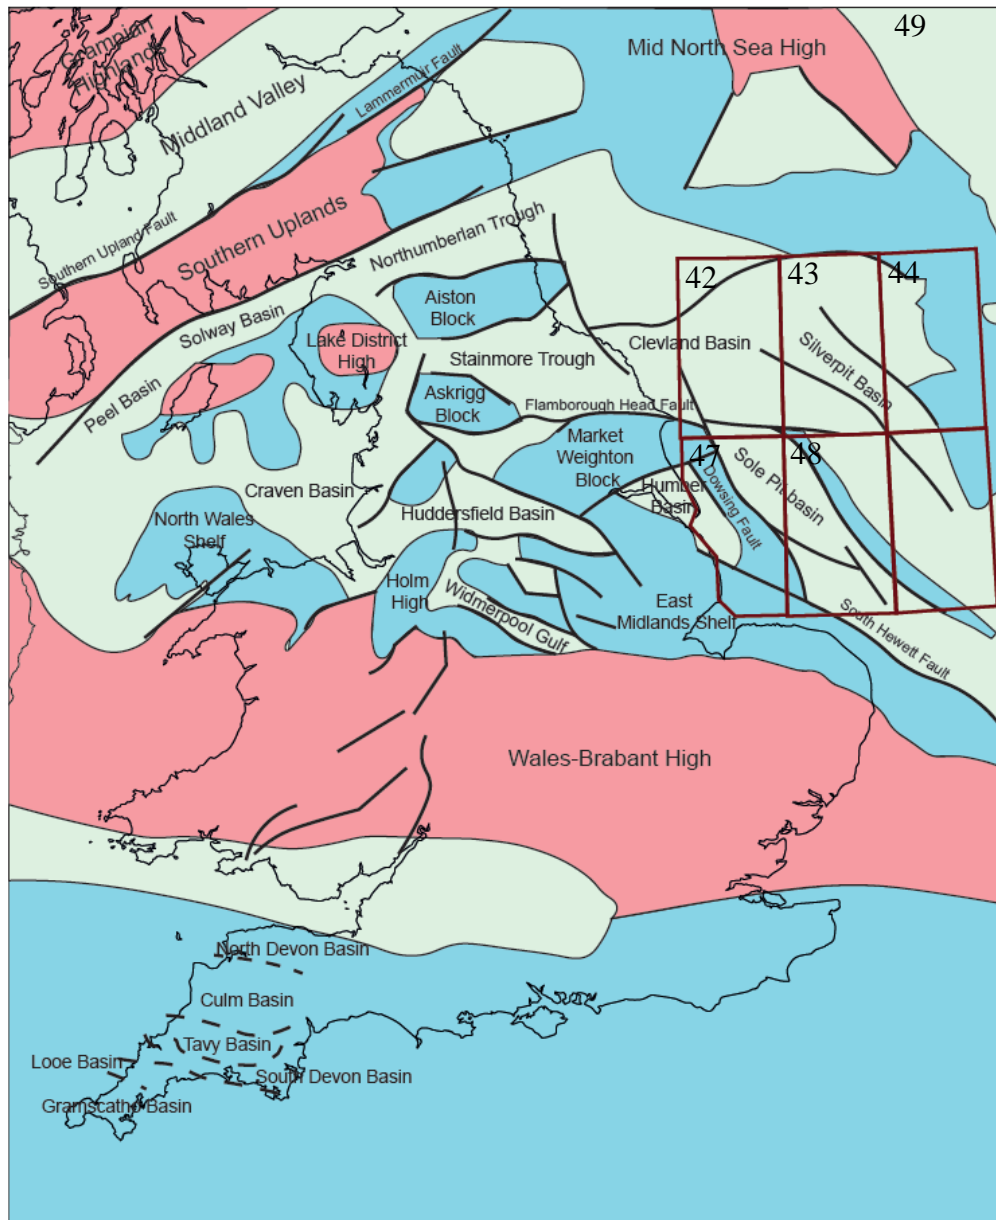 49
Grampian
Highlands
Mid North Sea High
Lammermuir Fault
Middland Valley
Southern Upland Fault
Southern Uplands
Northumberlan Trough
42
43
44
Aiston
Block
Solway Basin
Lake District
High
Clevland Basin
Silverpit Basin
Stainmore Trough
Peel Basin
Askrigg
Block
Flamborough Head Fault
Market
Weighton
Block
47
48
Sole Pit basin
Craven Basin
Humber
Basin
Dowsing Fault
North Wales
Shelf
Huddersfield Basin
Holm
High
Widmerpool Gulf
East
Midlands Shelf
South Hewett Fault
Wales-Brabant High
North Devon Basin
Culm Basin
Tavy Basin
Looe Basin
South Devon Basin
Gramscatho Basin